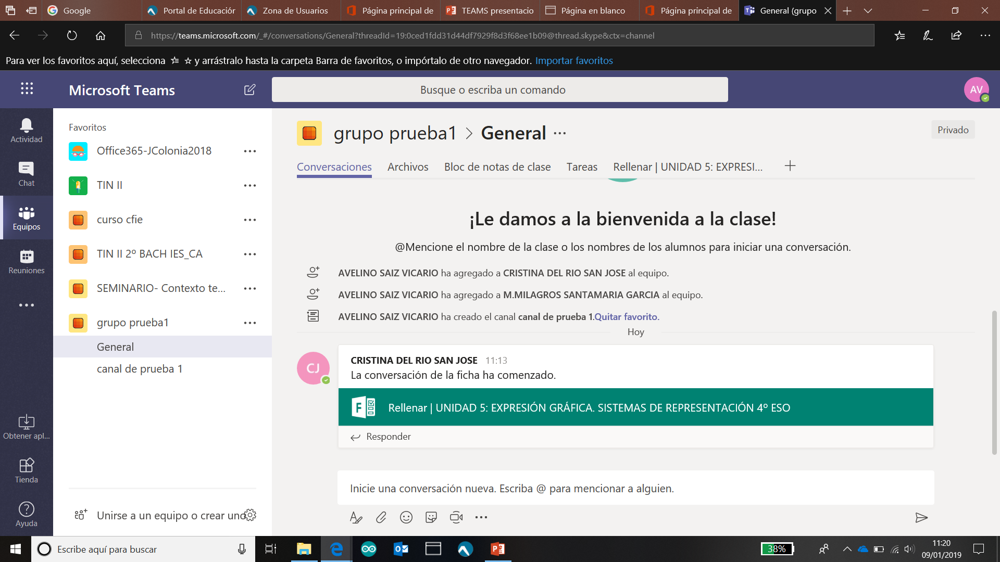 Google
Portal de Educaciór
Zona de Usuarios
Página principal de
TEAMS presentacio
Página en blanco
Página principal de
General (grupo
https://teams.microsoft.com/_#/conversations/General?threadId=19:0ced1fdd31d44df7929f8d3f68ee1b09@thread.skype&ctx=channel
Para ver los favoritos aquí, selecciona y arrástralo hasta la carpeta Barra de favoritos, o impórtalo de otro navegador. Importar favoritos
Microsoft Teams
Busque o escriba un comando
AV
Actividad
Chat
Equipos
Reuniones
Obtener apl...
Tienda
Ayuda
Favoritos
Office365-JColonia2018
TIN II
curso cfie
TIN II 2º BACH IES_CA
SEMINARIO- Contexto te...
grupo prueba1
General
canal de prueba 1
Unirse a un equipo o crear uno
grupo prueba1 > General ...
Privado
Conversaciones
Archivos
Bloc de notas de clase
Tareas
Rellenar | UNIDAD 5: EXPRESI...
¡Le damos a la bienvenida a la clase!
@Mencione el nombre de la clase o los nombres de los alumnos para iniciar una conversación.
AVELINO SAIZ VICARIO ha agregado a CRISTINA DEL RIO SAN JOSE al equipo.
AVELINO SAIZ VICARIO ha agregado a M.MILAGROS SANTAMARIA GARCIA al equipo.
AVELINO SAIZ VICARIO ha creado el canal canal de prueba 1.Quitar favorito.
Hoy
CJ
CRISTINA DEL RIO SAN JOSE 11:13
La conversación de la ficha ha comenzado.
Rellenar | UNIDAD 5: EXPRESIÓN GRÁFICA. SISTEMAS DE REPRESENTACIÓN 4º ESO
Responder
Inicie una conversación nueva. Escriba @ para mencionar a alguien.
Escribe aquí para buscar
38%
11:20
09/01/2019